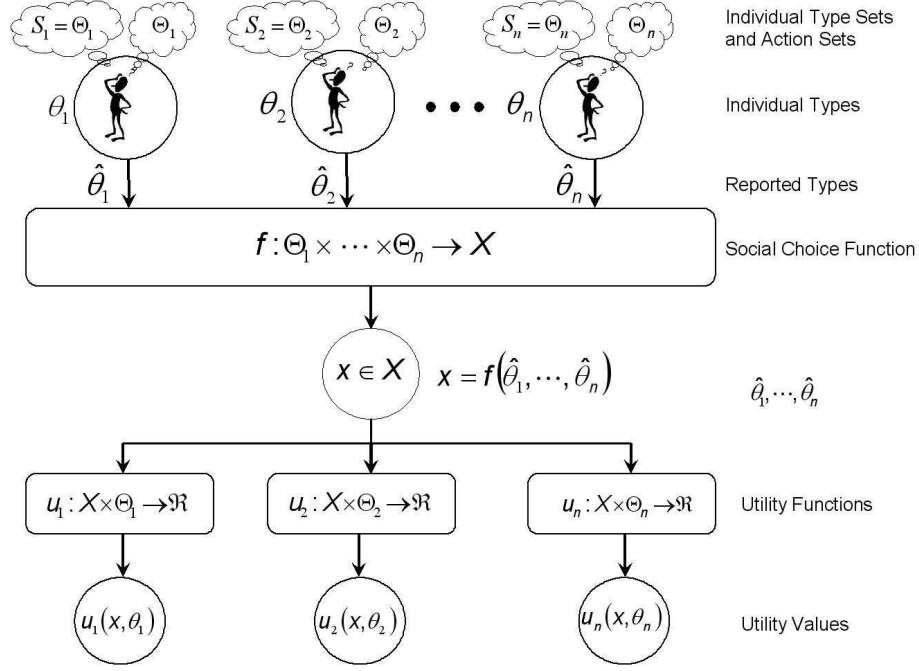 S₁ = Θ₁ Θ₁ S₂ = Θ₂ Θ₂ Sₙ = Θₙ Θₙ Individual Type Sets
and Action Sets
θ₁ θ₂ • • • θₙ Individual Types
θ̂₁ θ̂₂ θ̂ₙ Reported Types
f : Θ₁ × ⋯ × Θₙ → X Social Choice Function
x ∈ X x = f(θ̂₁, ⋯, θ̂ₙ) θ̂₁, ⋯, θ̂ₙ
u₁ : X × Θ₁ → ℜ u₂ : X × Θ₂ → ℜ uₙ : X × Θₙ → ℜ Utility Functions
u₁(x, θ₁) u₂(x, θ₂) uₙ(x, θₙ) Utility Values